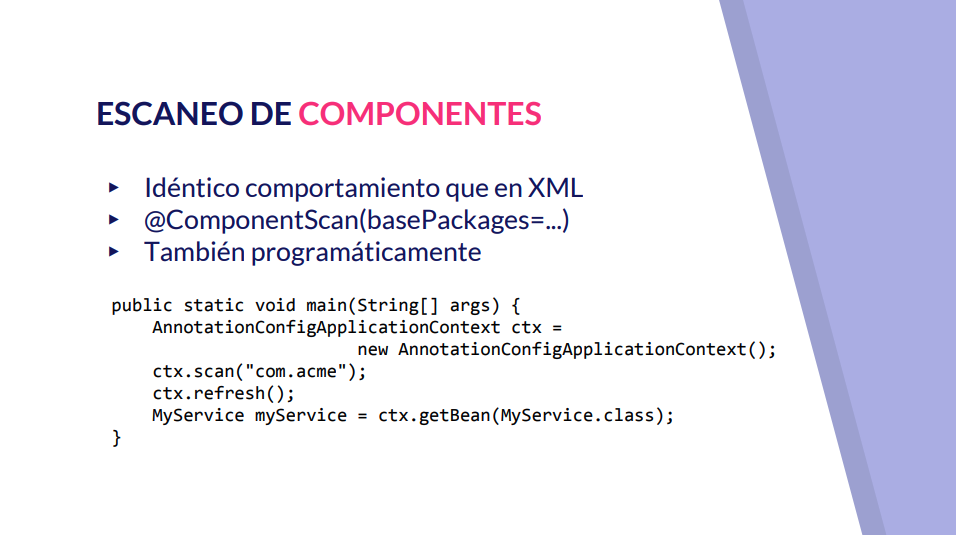 ESCANEO DE COMPONENTES
▸ Idéntico comportamiento que en XML
▸ @ComponentScan(basePackages=...)
▸ También programáticamente
public static void main(String[] args) {
    AnnotationConfigApplicationContext ctx =
                        new AnnotationConfigApplicationContext();
    ctx.scan("com.acme");
    ctx.refresh();
    MyService myService = ctx.getBean(MyService.class);
}